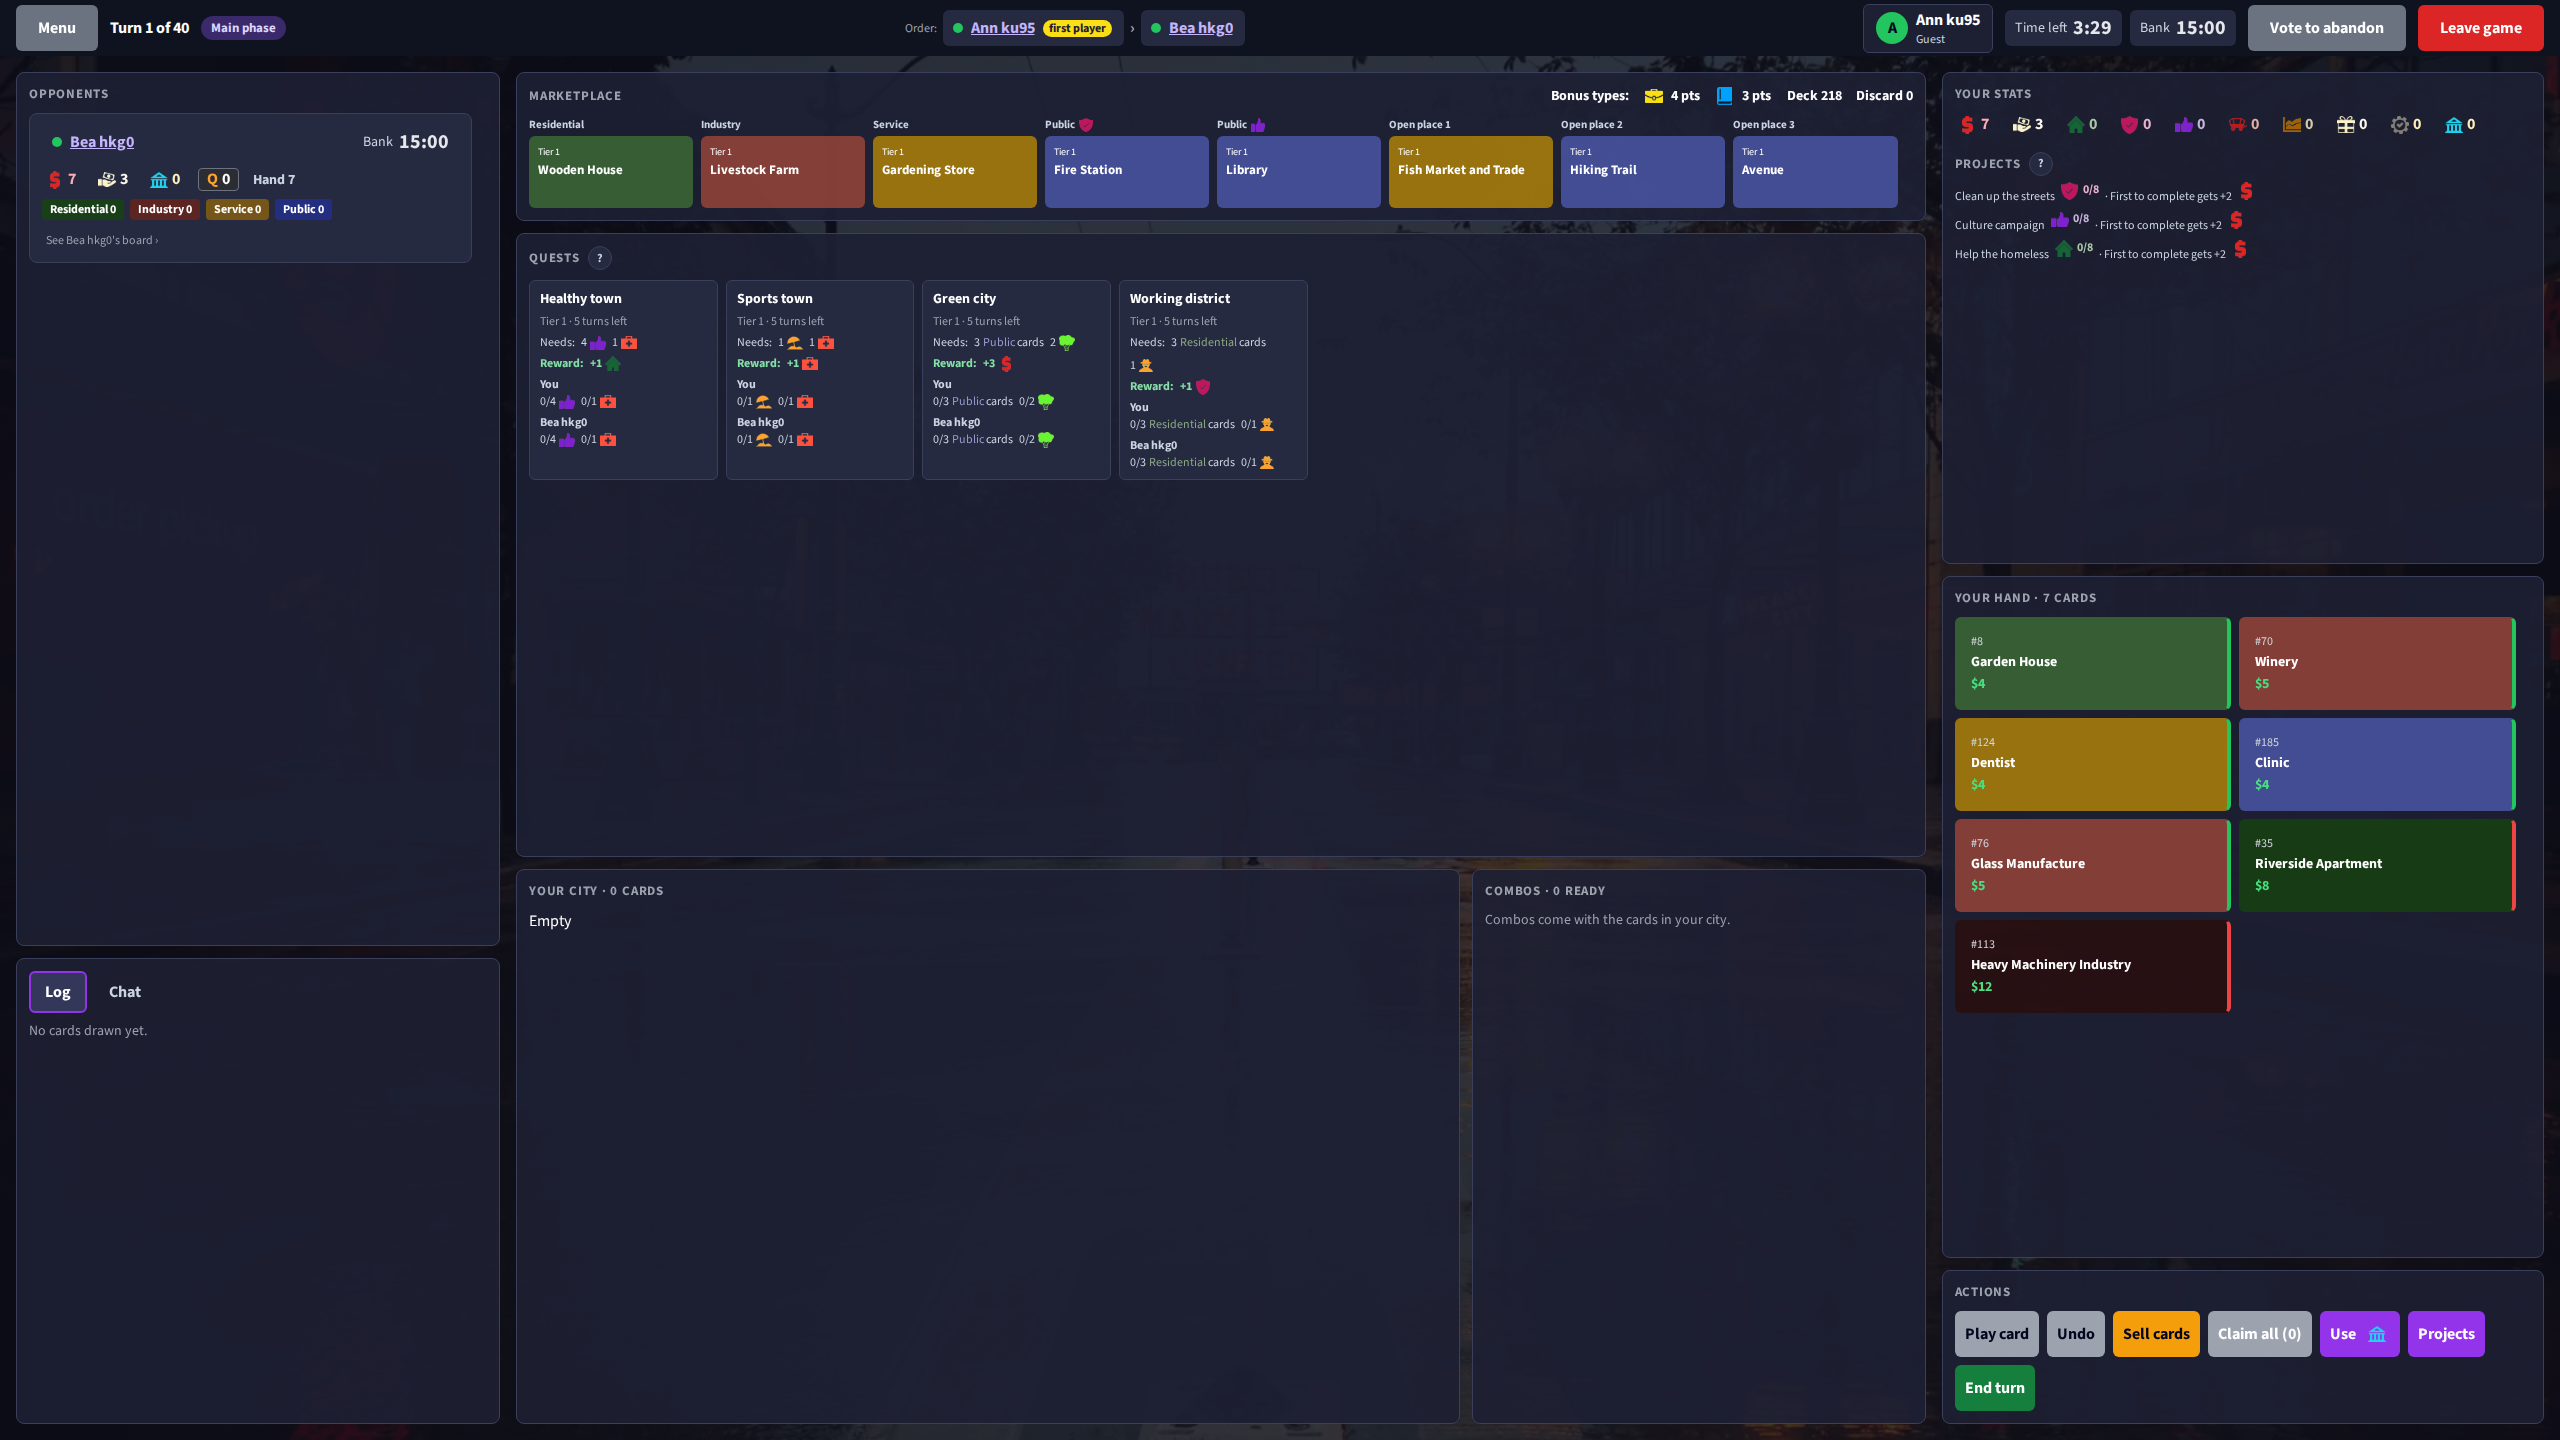 Menu Turn 1 of 40 Main phase Order: Ann ku95 first player › Bea hkg0 A Ann ku95 Guest Time left 3:29 Bank 15:00 Vote to abandon Leave game
OPPONENTS
Bea hkg0 Bank 15:00
7 3 0 Q 0 Hand 7
Residential 0 Industry 0 Service 0 Public 0
See Bea hkg0's board ›
Log Chat
No cards drawn yet.
MARKETPLACE Bonus types: 4 pts 3 pts Deck 218 Discard 0
Residential Industry Service Public Public Open place 1 Open place 2 Open place 3
Tier 1 Tier 1 Tier 1 Tier 1 Tier 1 Tier 1 Tier 1 Tier 1
Wooden House Livestock Farm Gardening Store Fire Station Library Fish Market and Trade Hiking Trail Avenue
QUESTS ?
Healthy town
Tier 1 · 5 turns left
Needs: 4 1
Reward: +1
You
0/4 0/1
Bea hkg0
0/4 0/1
Sports town
Tier 1 · 5 turns left
Needs: 1 1
Reward: +1
You
0/1 0/1
Bea hkg0
0/1 0/1
Green city
Tier 1 · 5 turns left
Needs: 3 Public cards 2
Reward: +3
You
0/3 Public cards 0/2
Bea hkg0
0/3 Public cards 0/2
Working district
Tier 1 · 5 turns left
Needs: 3 Residential cards
1
Reward: +1
You
0/3 Residential cards 0/1
Bea hkg0
0/3 Residential cards 0/1
YOUR CITY · 0 CARDS
Empty
COMBOS · 0 READY
Combos come with the cards in your city.
YOUR STATS
7 3 0 0 0 0 0 0 0 0
PROJECTS ?
Clean up the streets 0/8 · First to complete gets +2
Culture campaign 0/8 · First to complete gets +2
Help the homeless 0/8 · First to complete gets +2
YOUR HAND · 7 CARDS
#8
Garden House
$4
#70
Winery
$5
#124
Dentist
$4
#185
Clinic
$4
#76
Glass Manufacture
$5
#35
Riverside Apartment
$8
#113
Heavy Machinery Industry
$12
ACTIONS
Play card Undo Sell cards Claim all (0) Use Projects
End turn